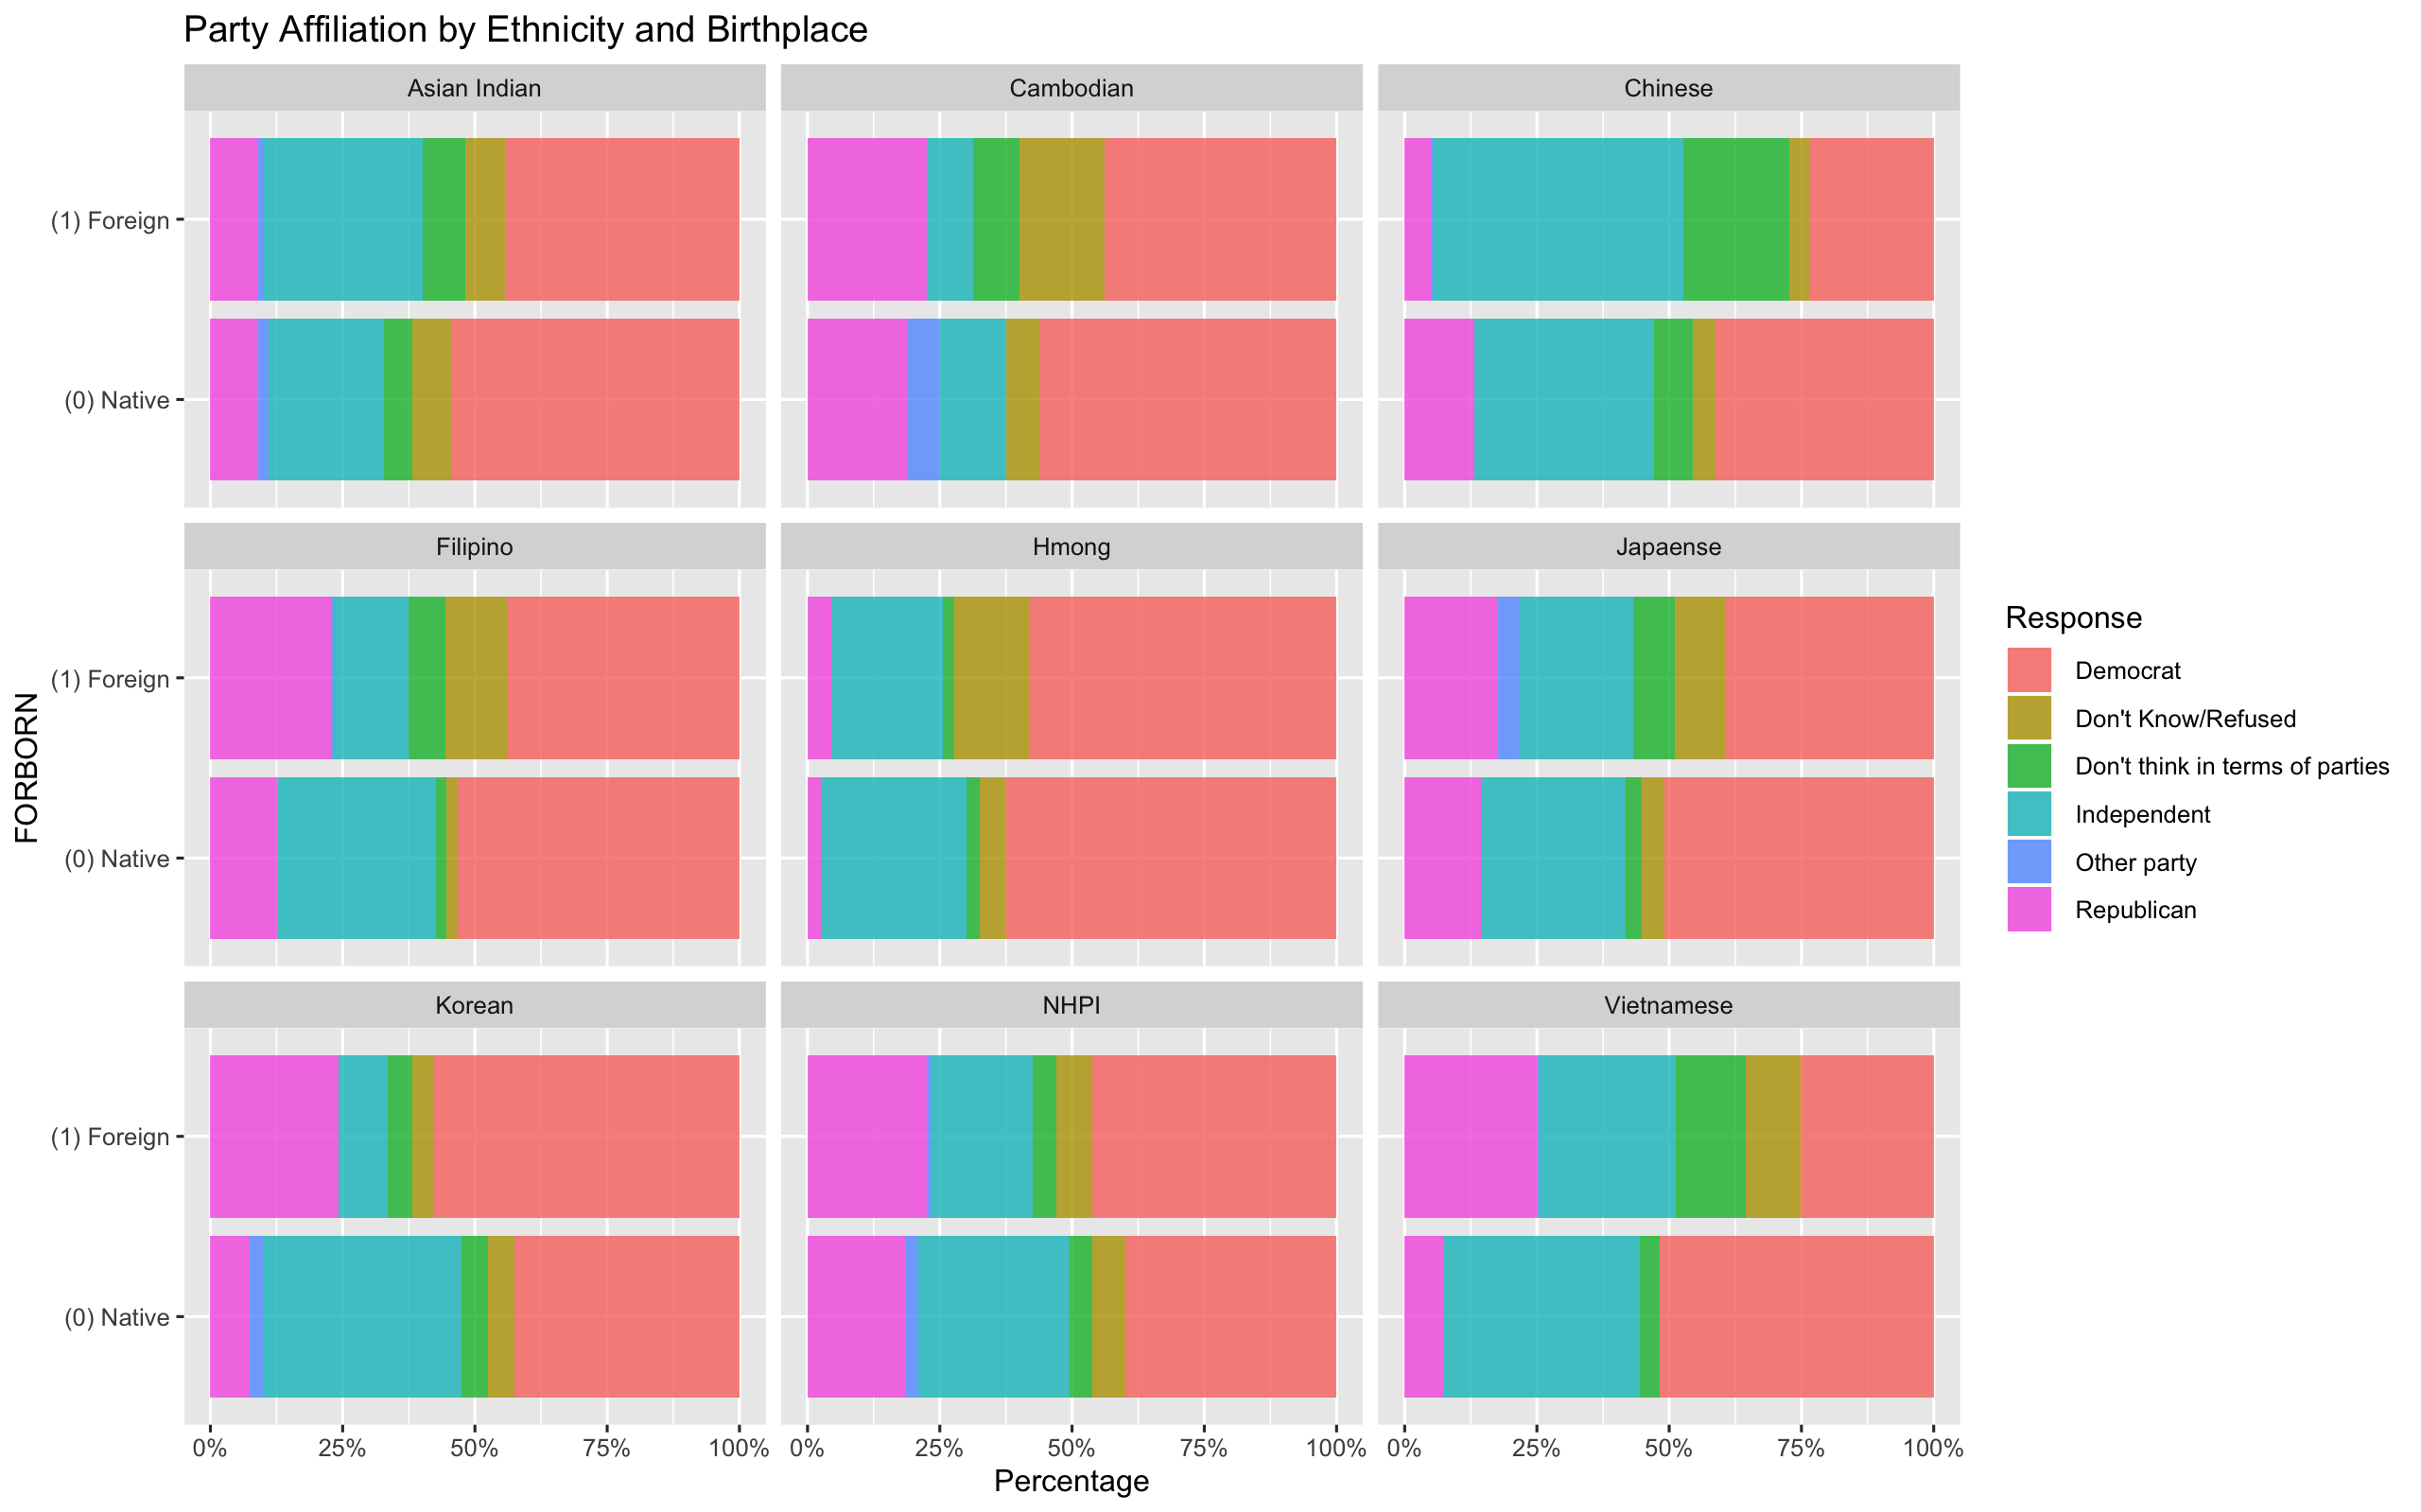 Party Affiliation by Ethnicity and Birthplace
Asian Indian
Cambodian
Chinese
(1) Foreign
(0) Native
Filipino
Hmong
Japaense
(1) Foreign
(0) Native
Korean
NHPI
Vietnamese
(1) Foreign
(0) Native
0% 25% 50% 75% 100%
0% 25% 50% 75% 100%
0% 25% 50% 75% 100%
Percentage
FORBORN
Response
Democrat
Don't Know/Refused
Don't think in terms of parties
Independent
Other party
Republican